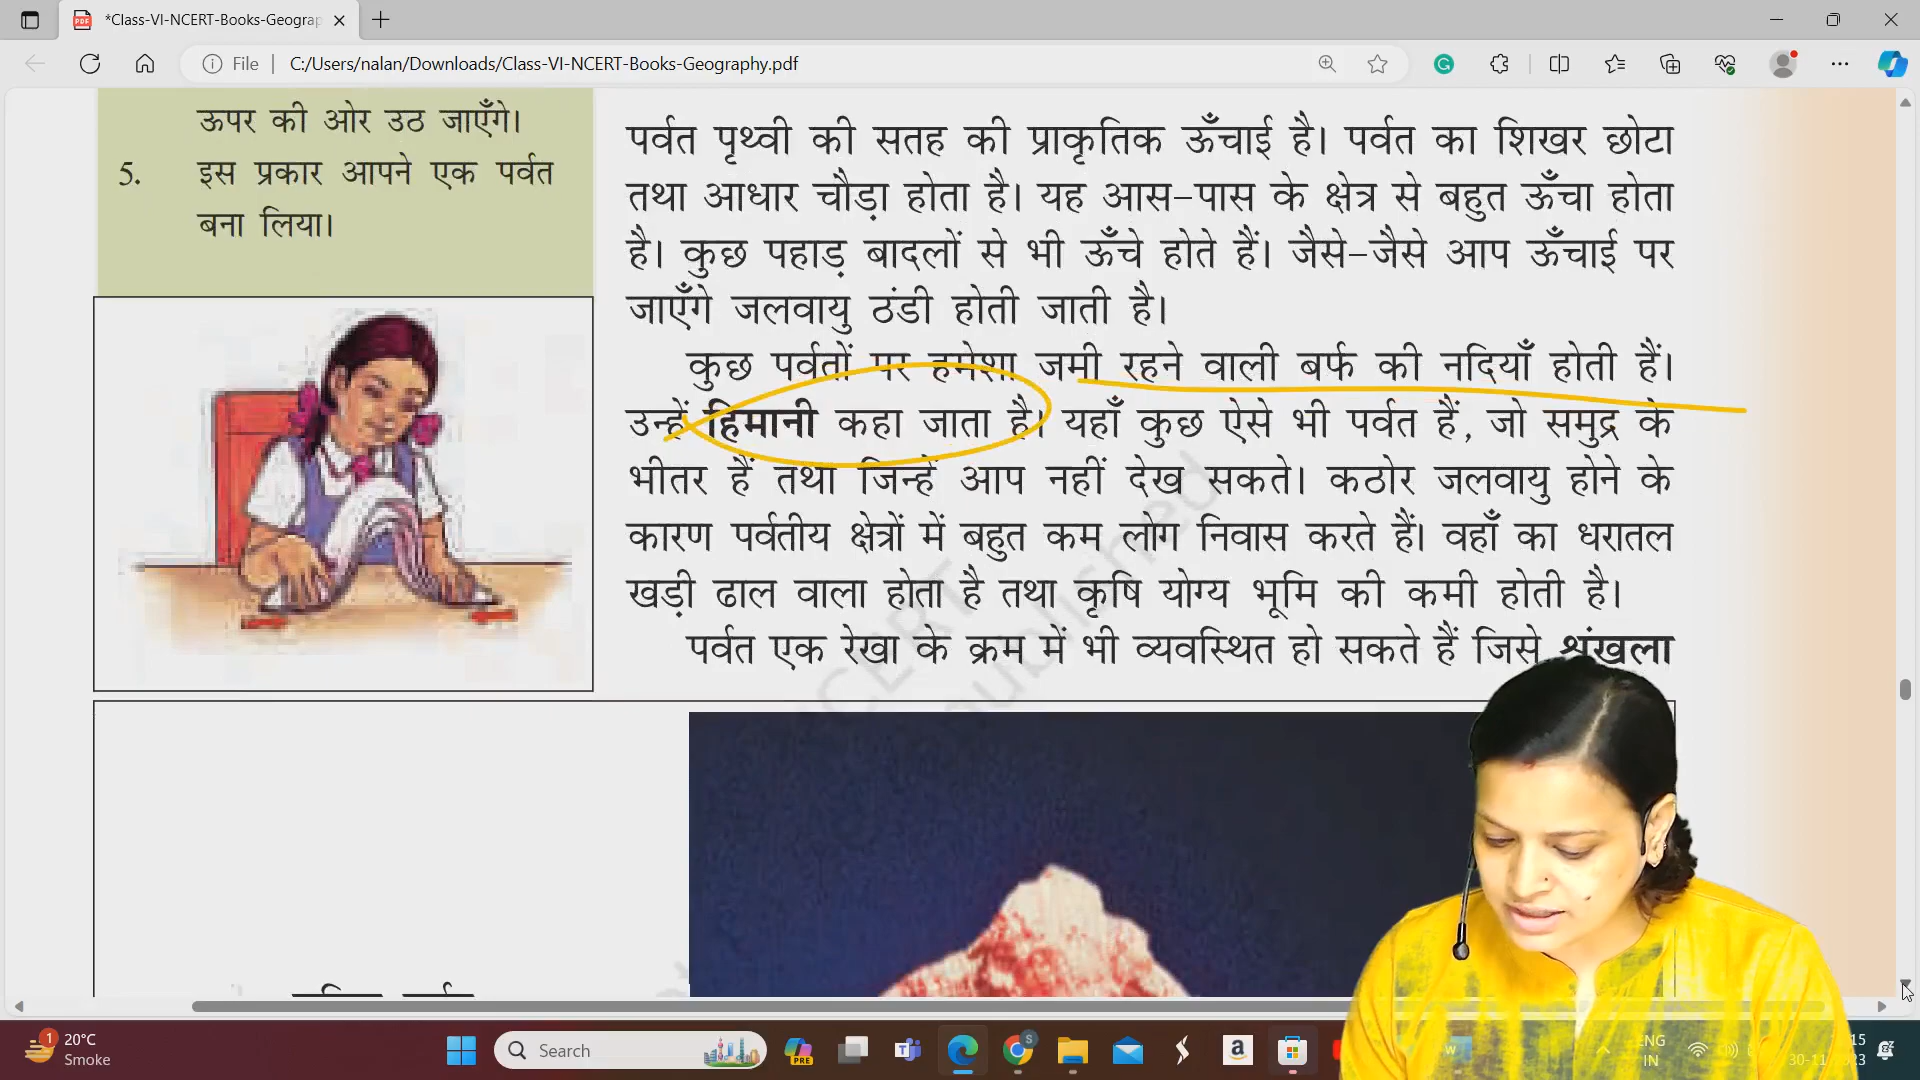 *Class-VI-NCERT-Books-Geograp
File
C:/Users/nalan/Downloads/Class-VI-NCERT-Books-Geography.pdf
ऊपर की ओर उठ जाएँगे।
5. इस प्रकार आपने एक पर्वत
बना लिया।
पर्वत पृथ्वी की सतह की प्राकृतिक ऊँचाई है। पर्वत का शिखर छोटा
तथा आधार चौड़ा होता है। यह आस-पास के क्षेत्र से बहुत ऊँचा होता
है। कुछ पहाड़ बादलों से भी ऊँचे होते हैं। जैसे-जैसे आप ऊँचाई पर
जाएँगे जलवायु ठंडी होती जाती है।
कुछ पर्वतों पर हमेशा जमी रहने वाली बर्फ की नदियाँ होती हैं।
उन्हें हिमानी कहा जाता है। यहाँ कुछ ऐसे भी पर्वत हैं, जो समुद्र के
भीतर हैं तथा जिन्हें आप नहीं देख सकते। कठोर जलवायु होने के
कारण पर्वतीय क्षेत्रों में बहुत कम लोग निवास करते हैं। वहाँ का धरातल
खड़ी ढाल वाला होता है तथा कृषि योग्य भूमि की कमी होती है।
पर्वत एक रेखा के क्रम में भी व्यवस्थित हो सकते हैं जिसे शृंखला
20°C
Smoke
Search
PRE
ENG
IN
15